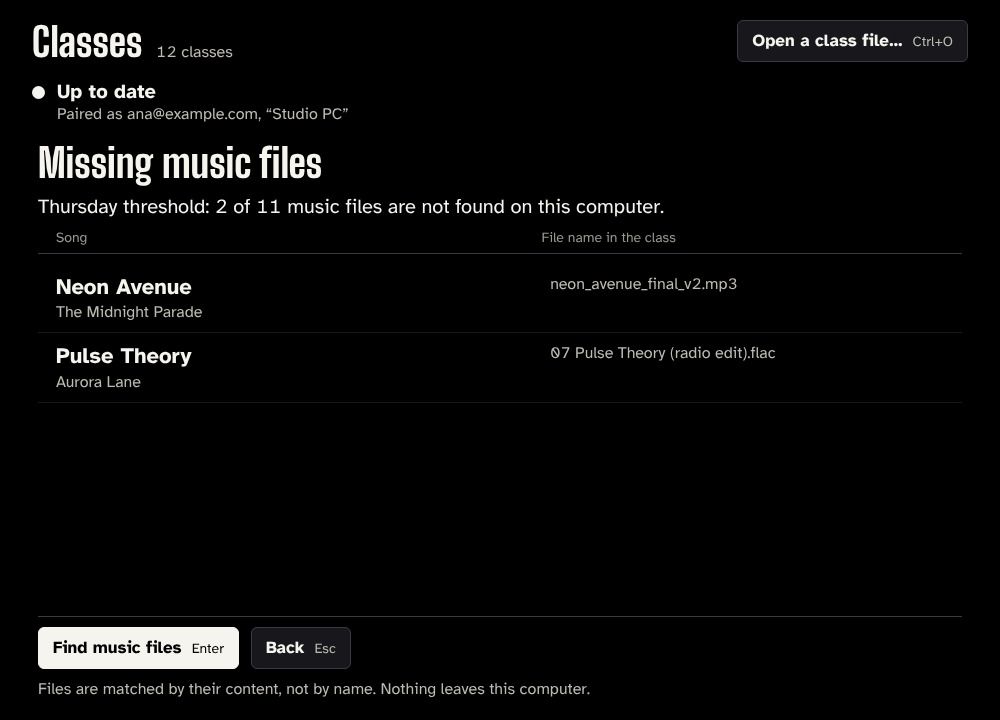 Classes 12 classes Open a class file... Ctrl+O
Up to date
Paired as ana@example.com, “Studio PC”
Missing music files
Thursday threshold: 2 of 11 music files are not found on this computer.
Song File name in the class
Neon Avenue neon_avenue_final_v2.mp3
The Midnight Parade
Pulse Theory 07 Pulse Theory (radio edit).flac
Aurora Lane
Find music files Enter Back Esc
Files are matched by their content, not by name. Nothing leaves this computer.